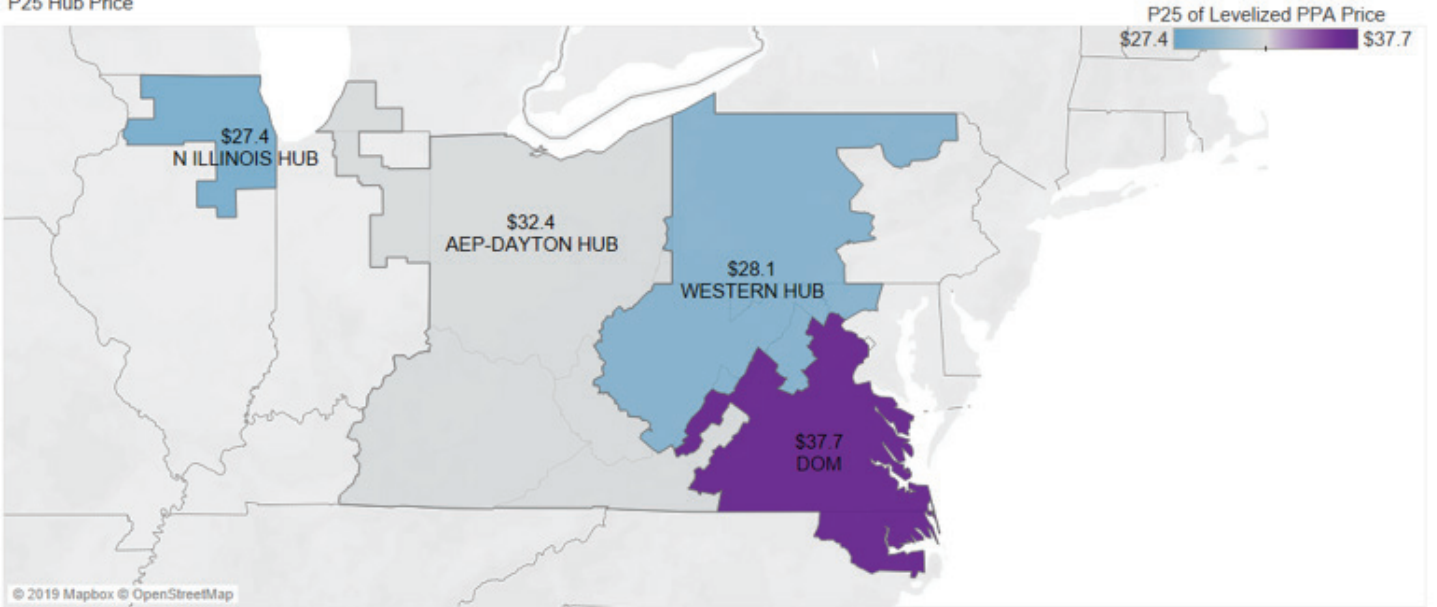 P25 Hub Price
P25 of Levelized PPA Price
$27.4
$37.7
$27.4
N ILLINOIS HUB
$32.4
AEP-DAYTON HUB
$28.1
WESTERN HUB
$37.7
DOM
© 2019 Mapbox © OpenStreetMap